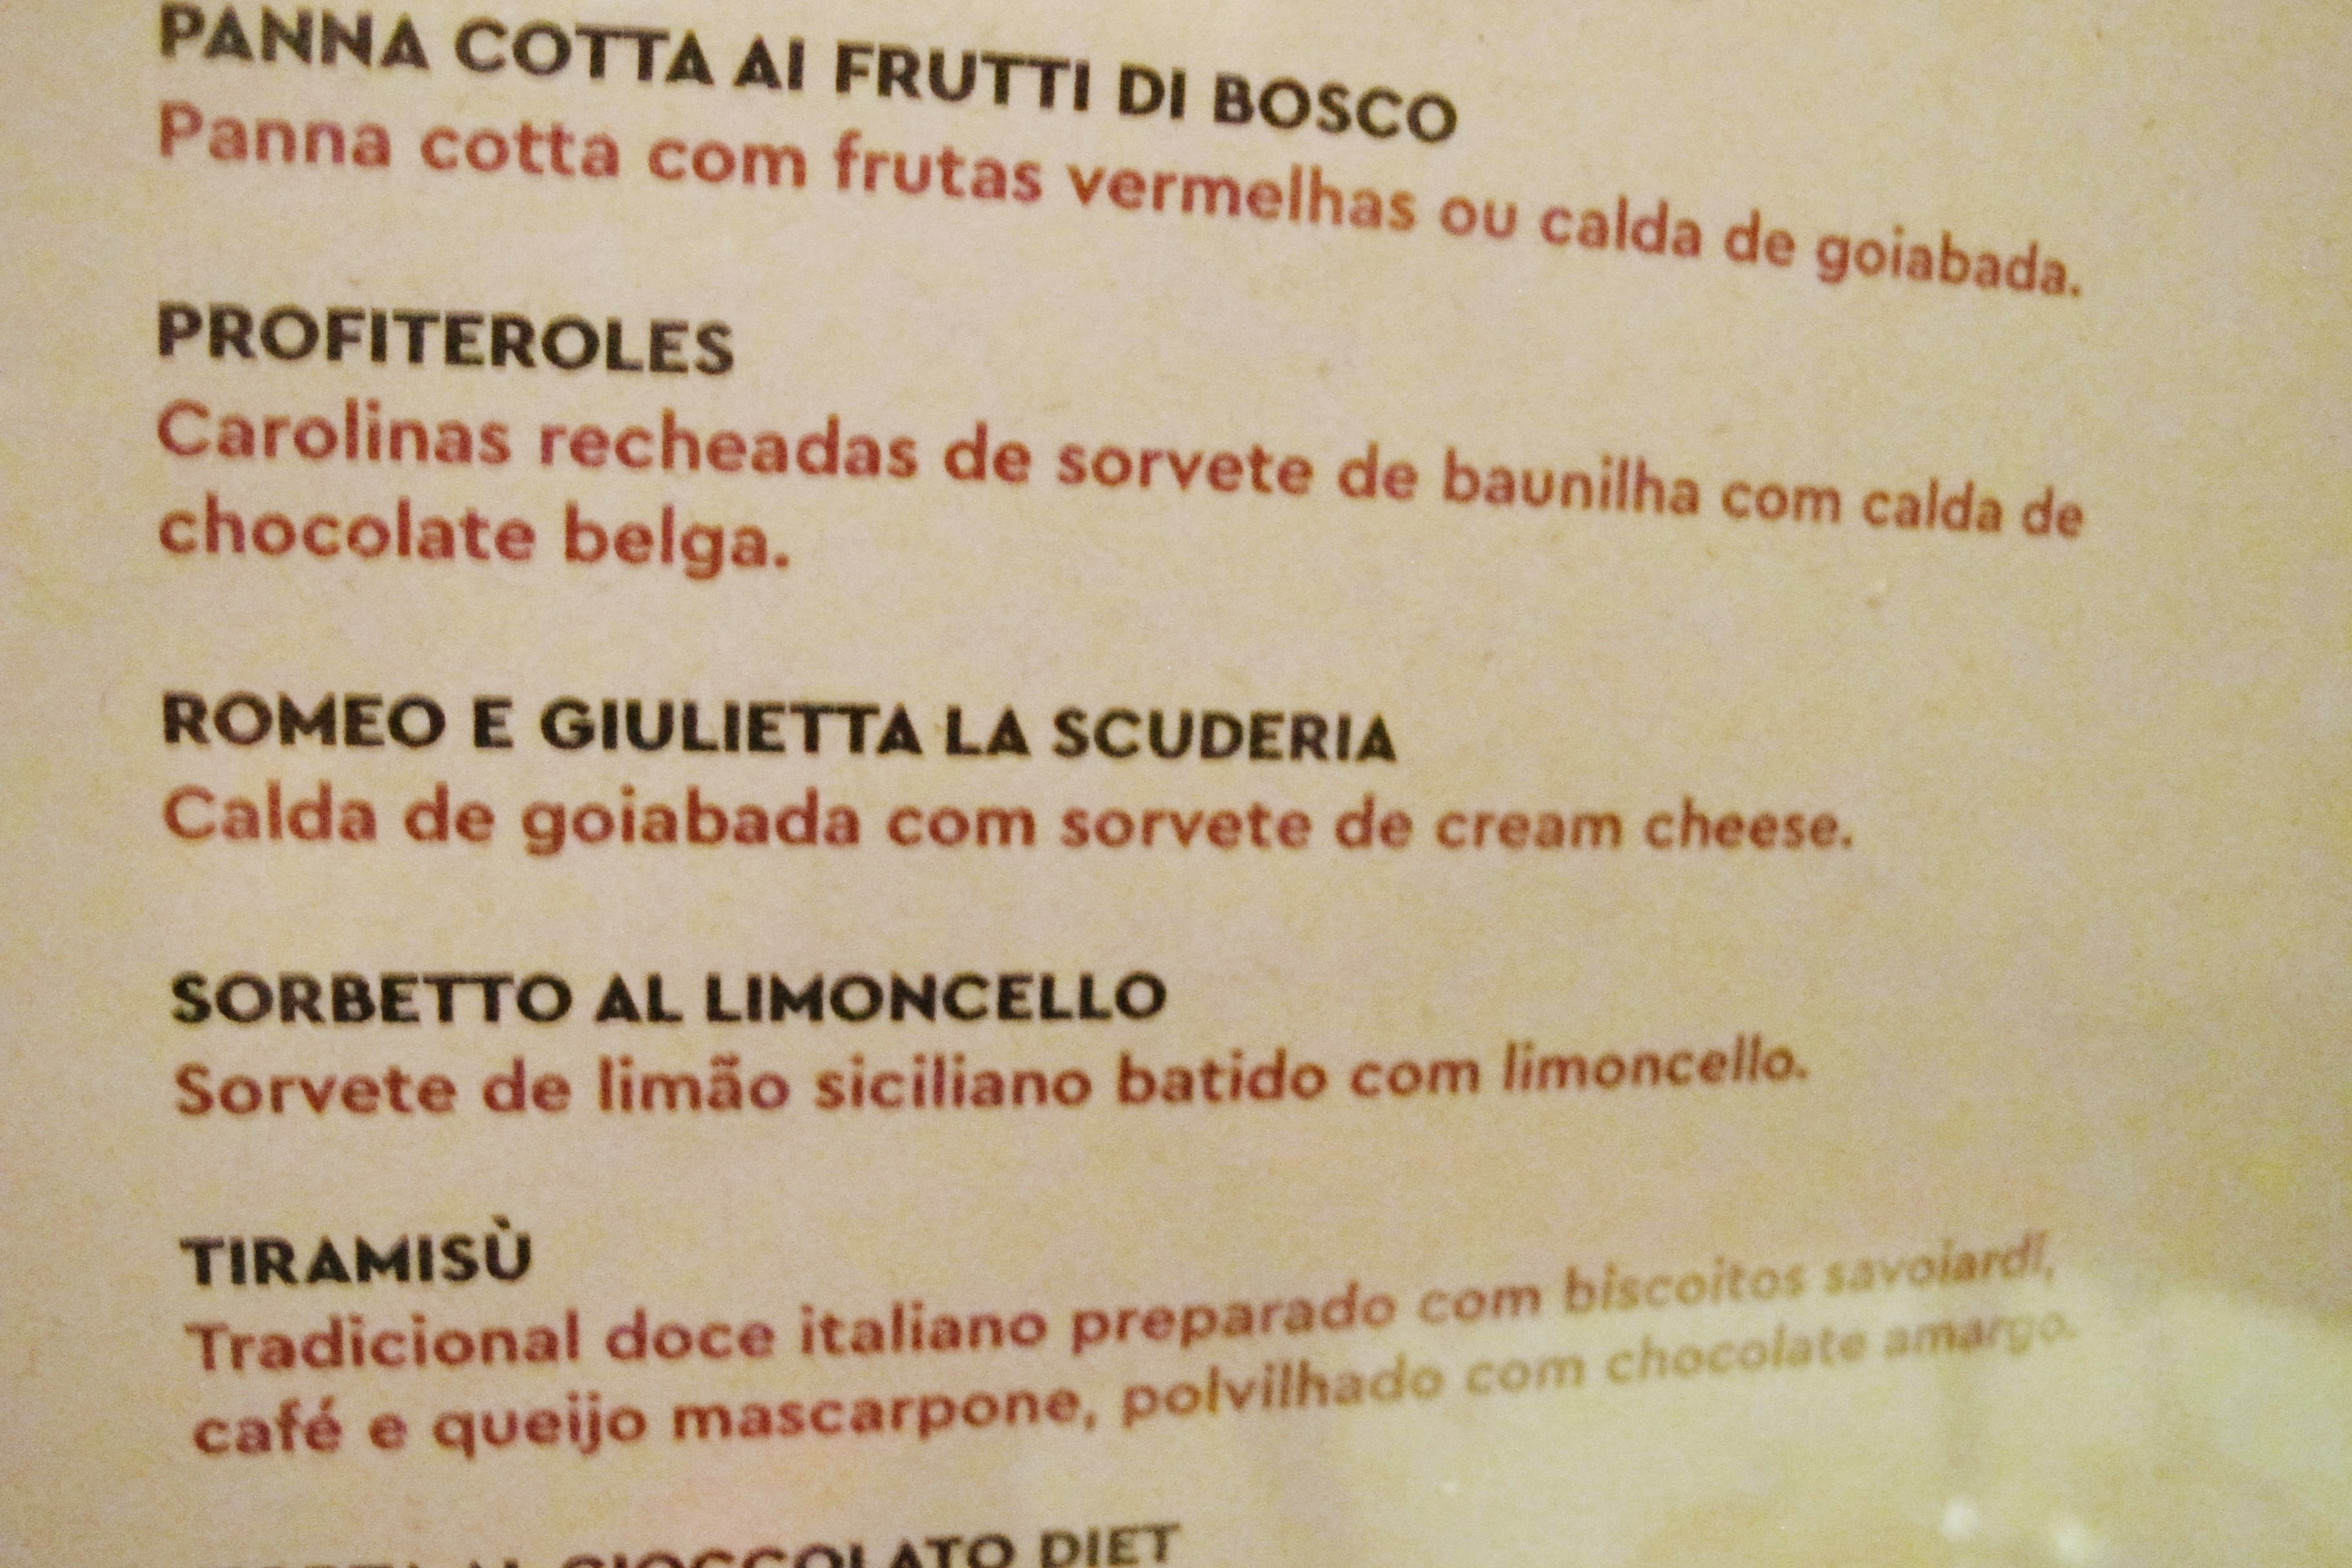 PANNA COTTA AI FRUTTI DI BOSCO
Panna cotta com frutas vermelhas ou calda de goiabada.
PROFITEROLES
Carolinas recheadas de sorvete de baunilha com calda de
chocolate belga.
ROMEO E GIULIETTA LA SCUDERIA
Calda de goiabada com sorvete de cream cheese.
SORBETTO AL LIMONCELLO
Sorvete de limão siciliano batido com limoncello.
TIRAMISÙ
Tradicional doce italiano preparado com biscoitos savoiardi,
café e queijo mascarpone, polvilhado com chocolate amargo.
AL CIOCCOLATO DIET